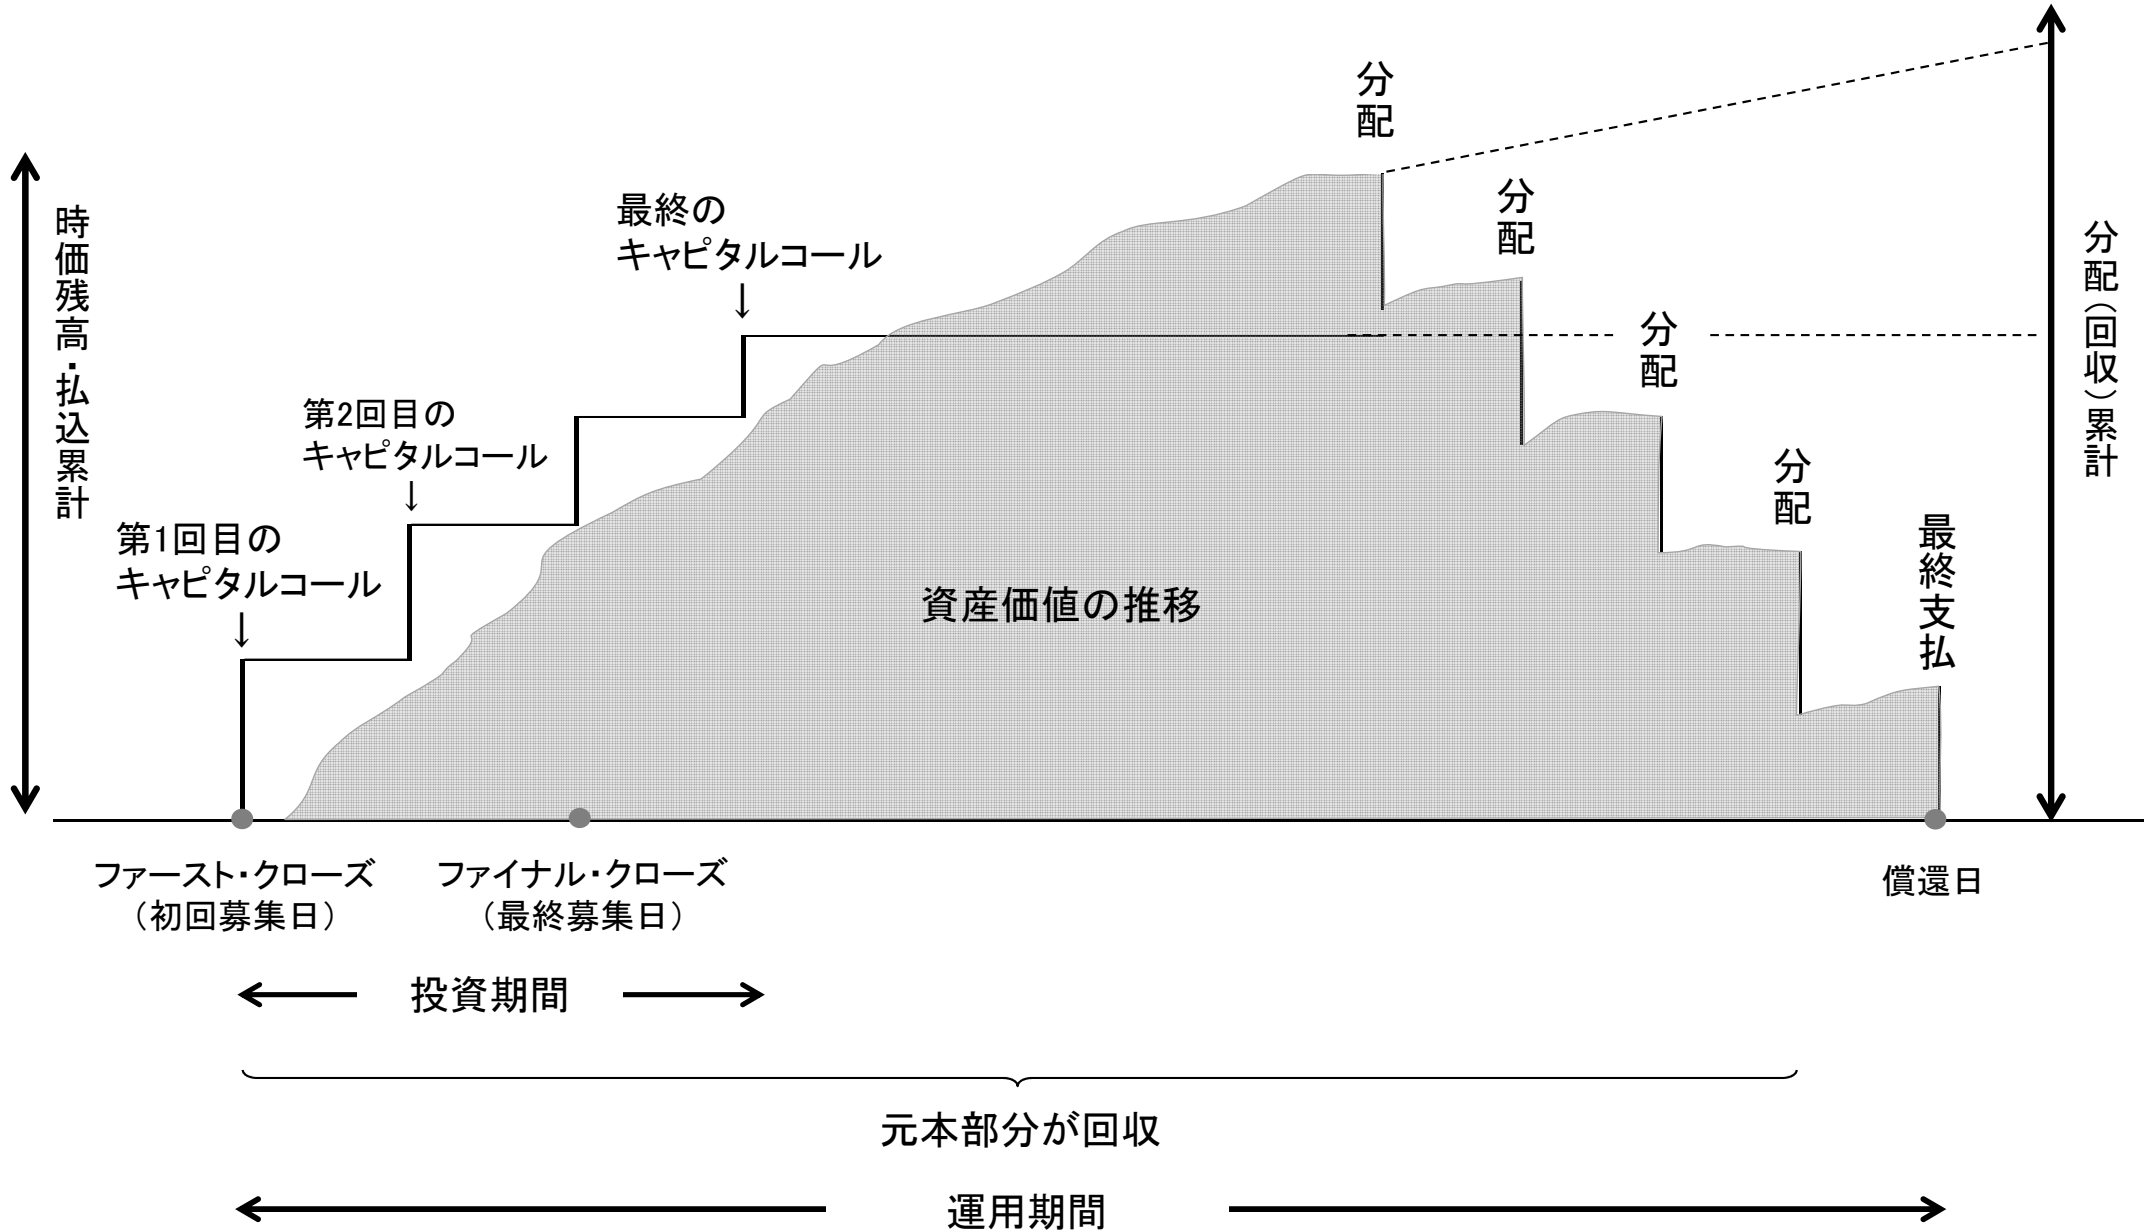 分配
分配
最終の
キャピタルコール
↓
時価残高・払込累計
分配(回収)累計
分配
第2回目の
キャピタルコール
↓
分配
第1回目の
キャピタルコール
↓
最終支払
資産価値の推移
ファースト・クローズ
(初回募集日)
ファイナル・クローズ
(最終募集日)
償還日
投資期間
元本部分が回収
運用期間